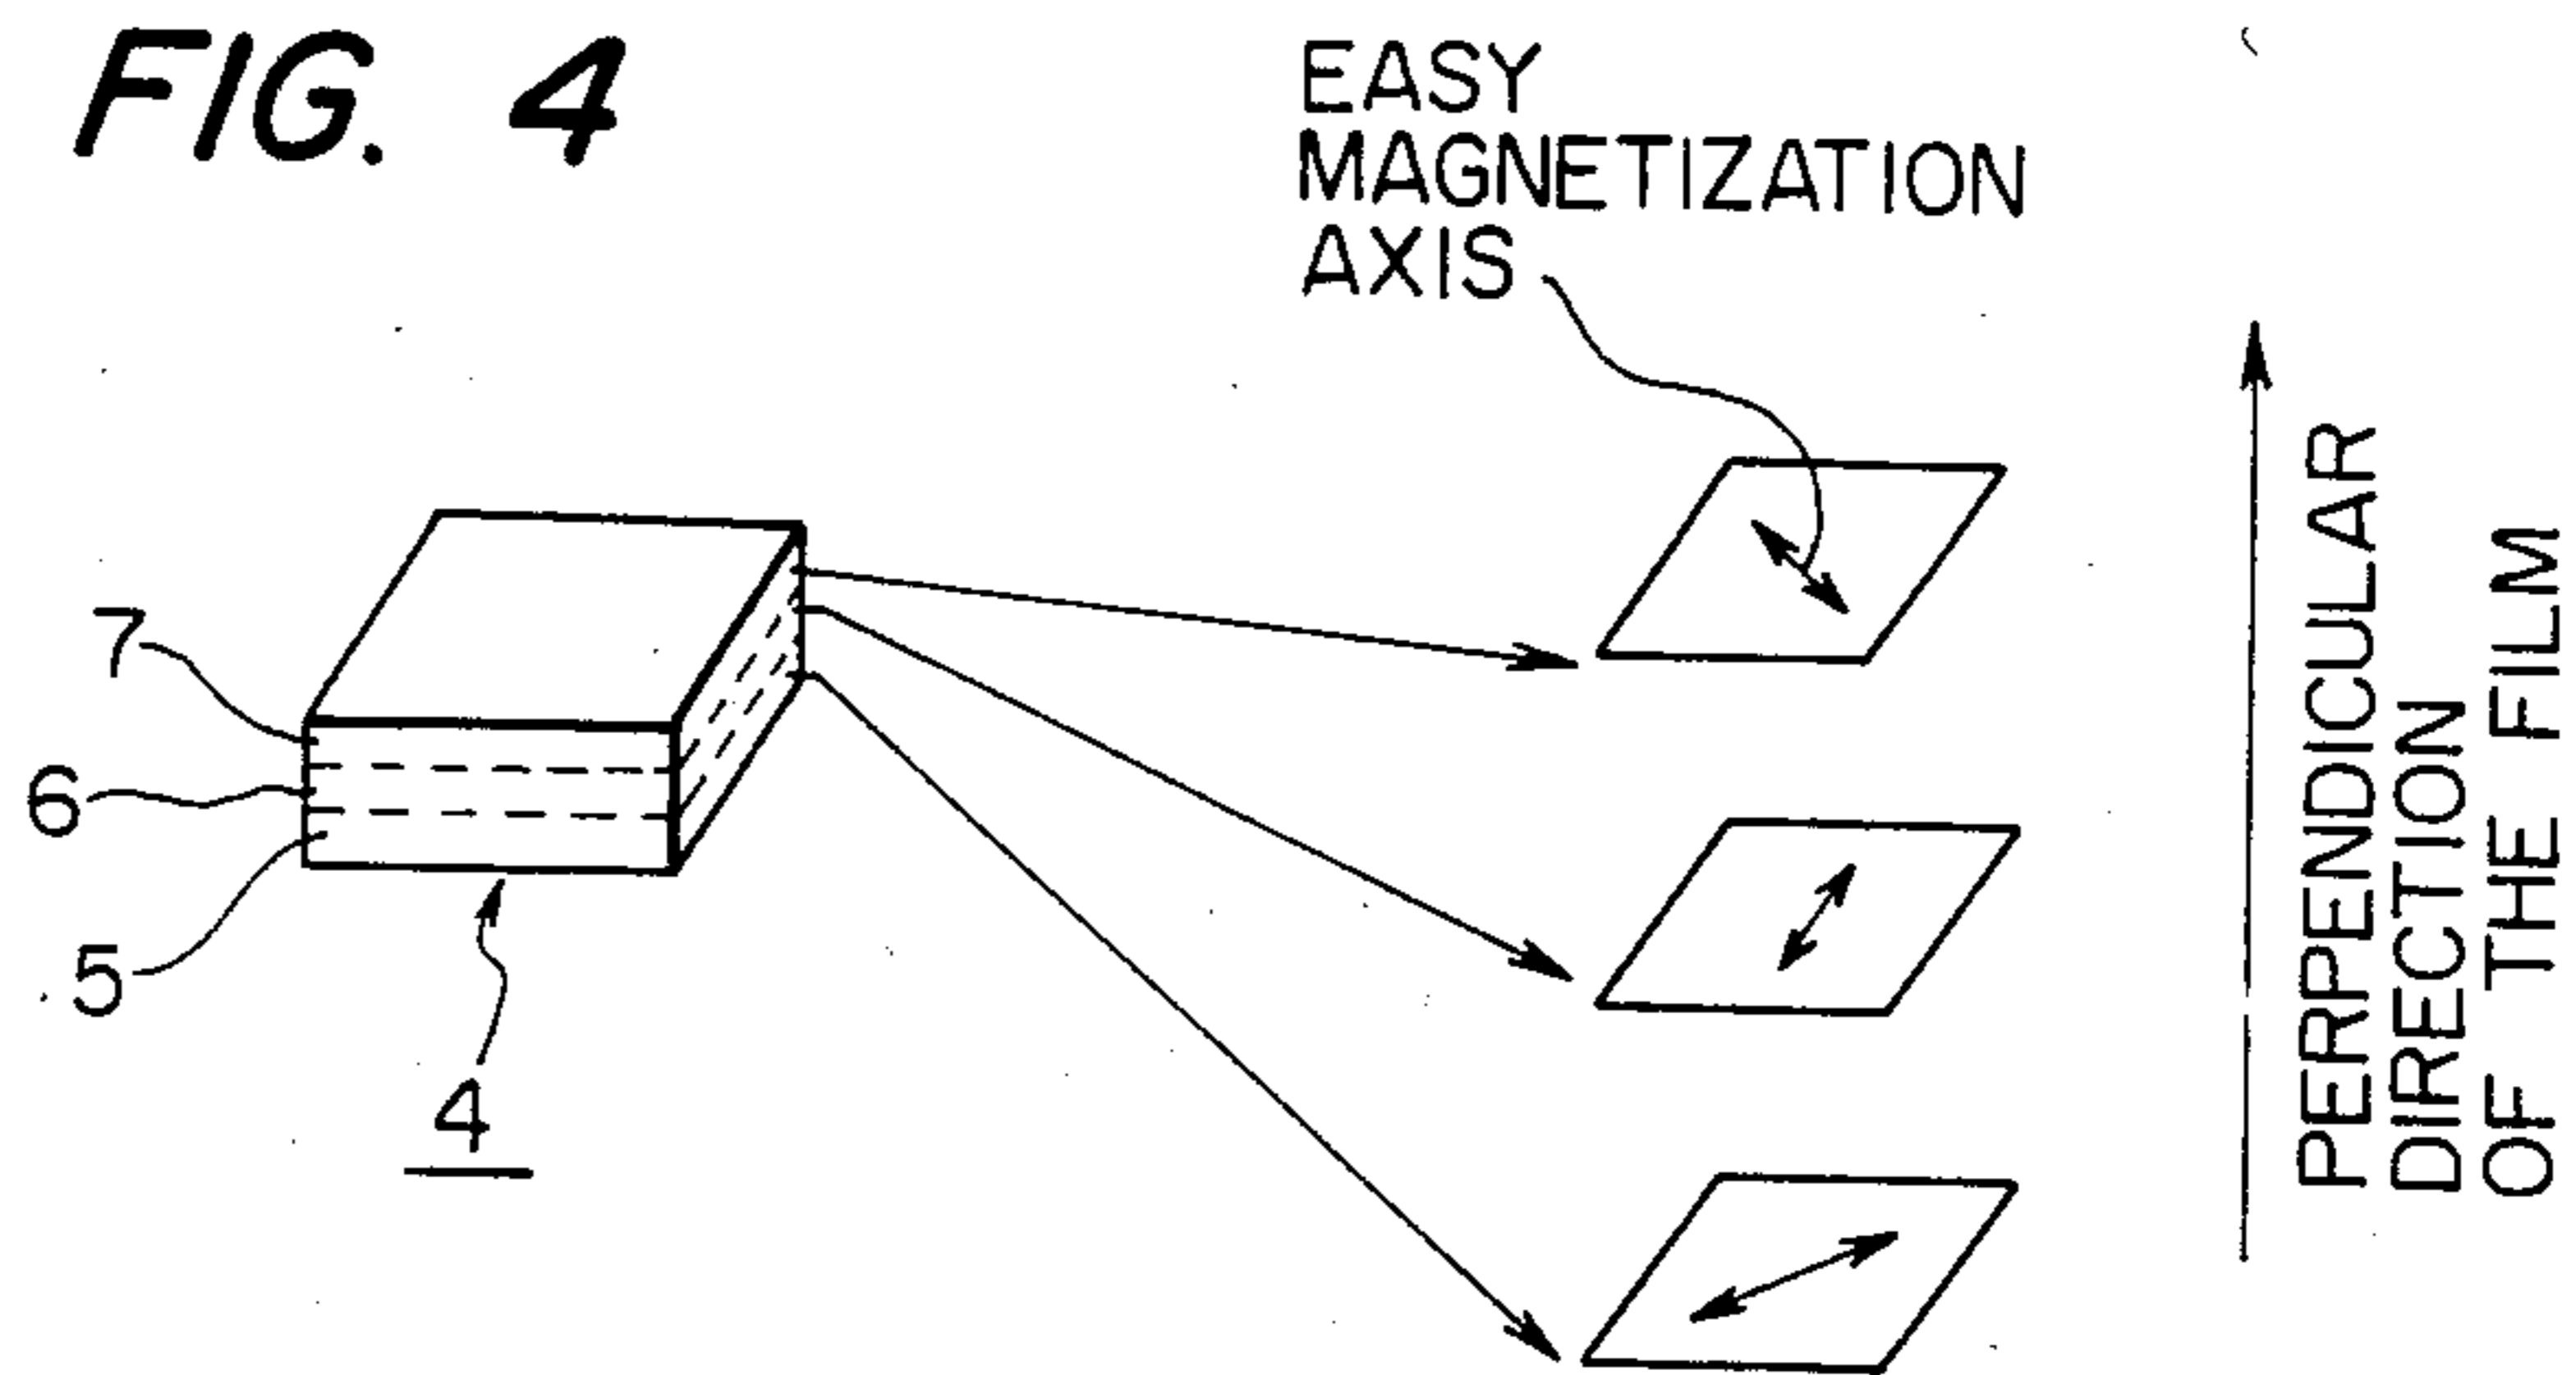 FIG. 4
EASY
MAGNETIZATION
AXIS
7
6
5
4
PERPENDICULAR
DIRECTION
OF THE FILM